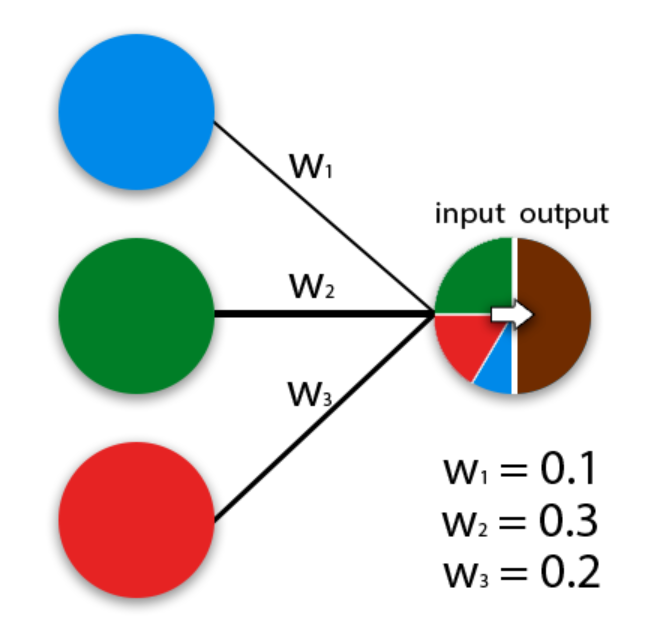 w₁
input output
w₂
w₃
w₁ = 0.1
w₂ = 0.3
w₃ = 0.2